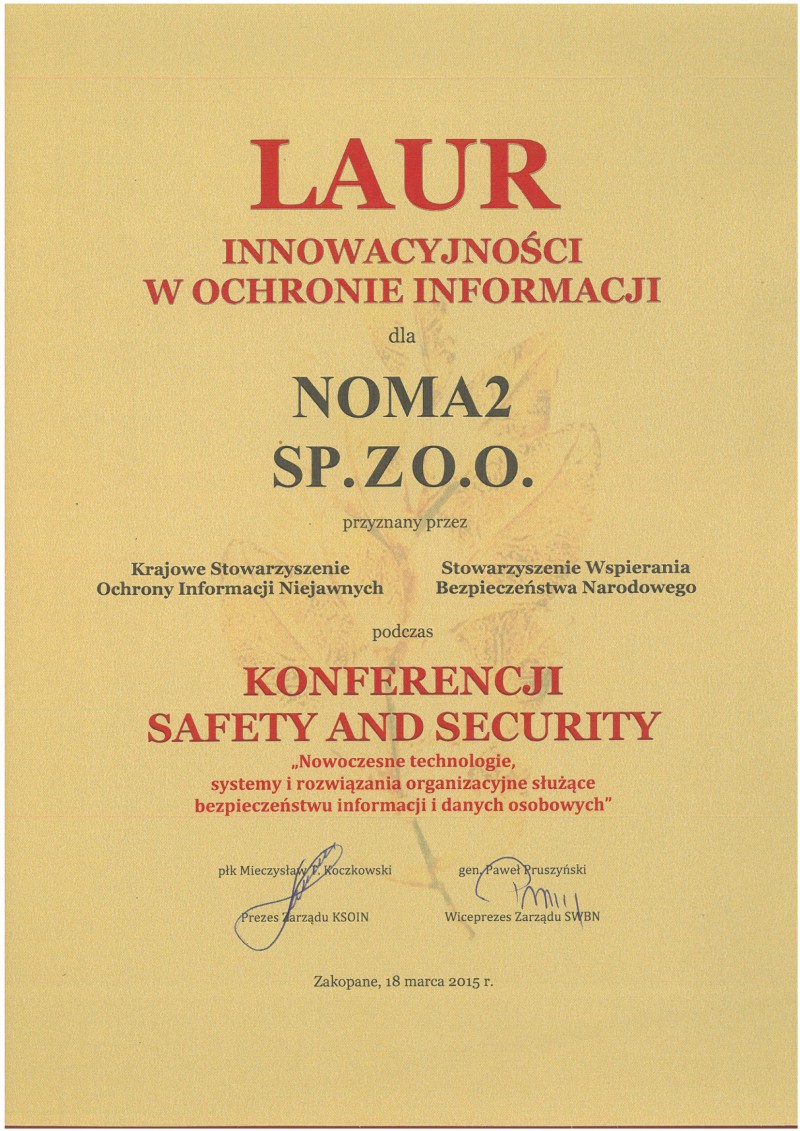 LAUR
INNOWACYJNOŚCI
W OCHRONIE INFORMACJI
dla
NOMA2
SP. Z O.O.
przyznany przez
Krajowe Stowarzyszenie
Ochrony Informacji Niejawnych
Stowarzyszenie Wspierania
Bezpieczeństwa Narodowego
podczas
KONFERENCJI
SAFETY AND SECURITY
„Nowoczesne technologie,
systemy i rozwiązania organizacyjne służące
bezpieczeństwu informacji i danych osobowych”
płk Mieczysław T. Koczkowski
Prezes Zarządu KSOIN
gen. Paweł Pruszyński
Wiceprezes Zarządu SWBN
Zakopane, 18 marca 2015 r.